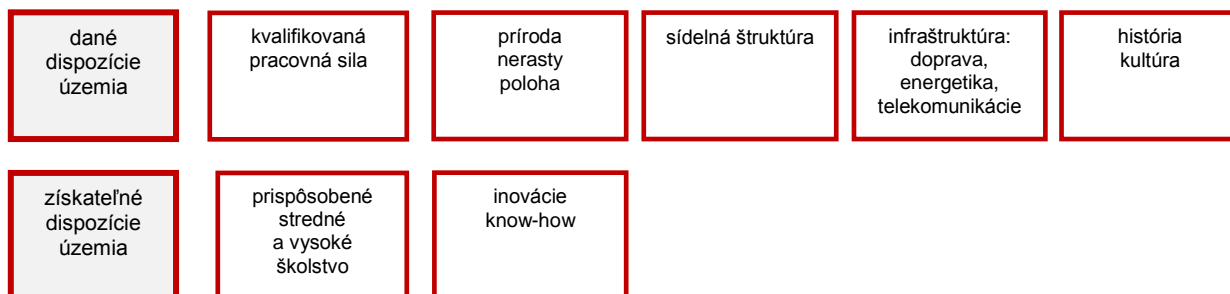 dané
dispozície
územia
kvalifikovaná
pracovná sila
príroda
nerasty
poloha
sídelná štruktúra
infraštruktúra:
doprava,
energetika,
telekomunikácie
história
kultúra
získateľné
dispozície
územia
prispôsobené
stredné
a vysoké
školstvo
inovácie
know-how